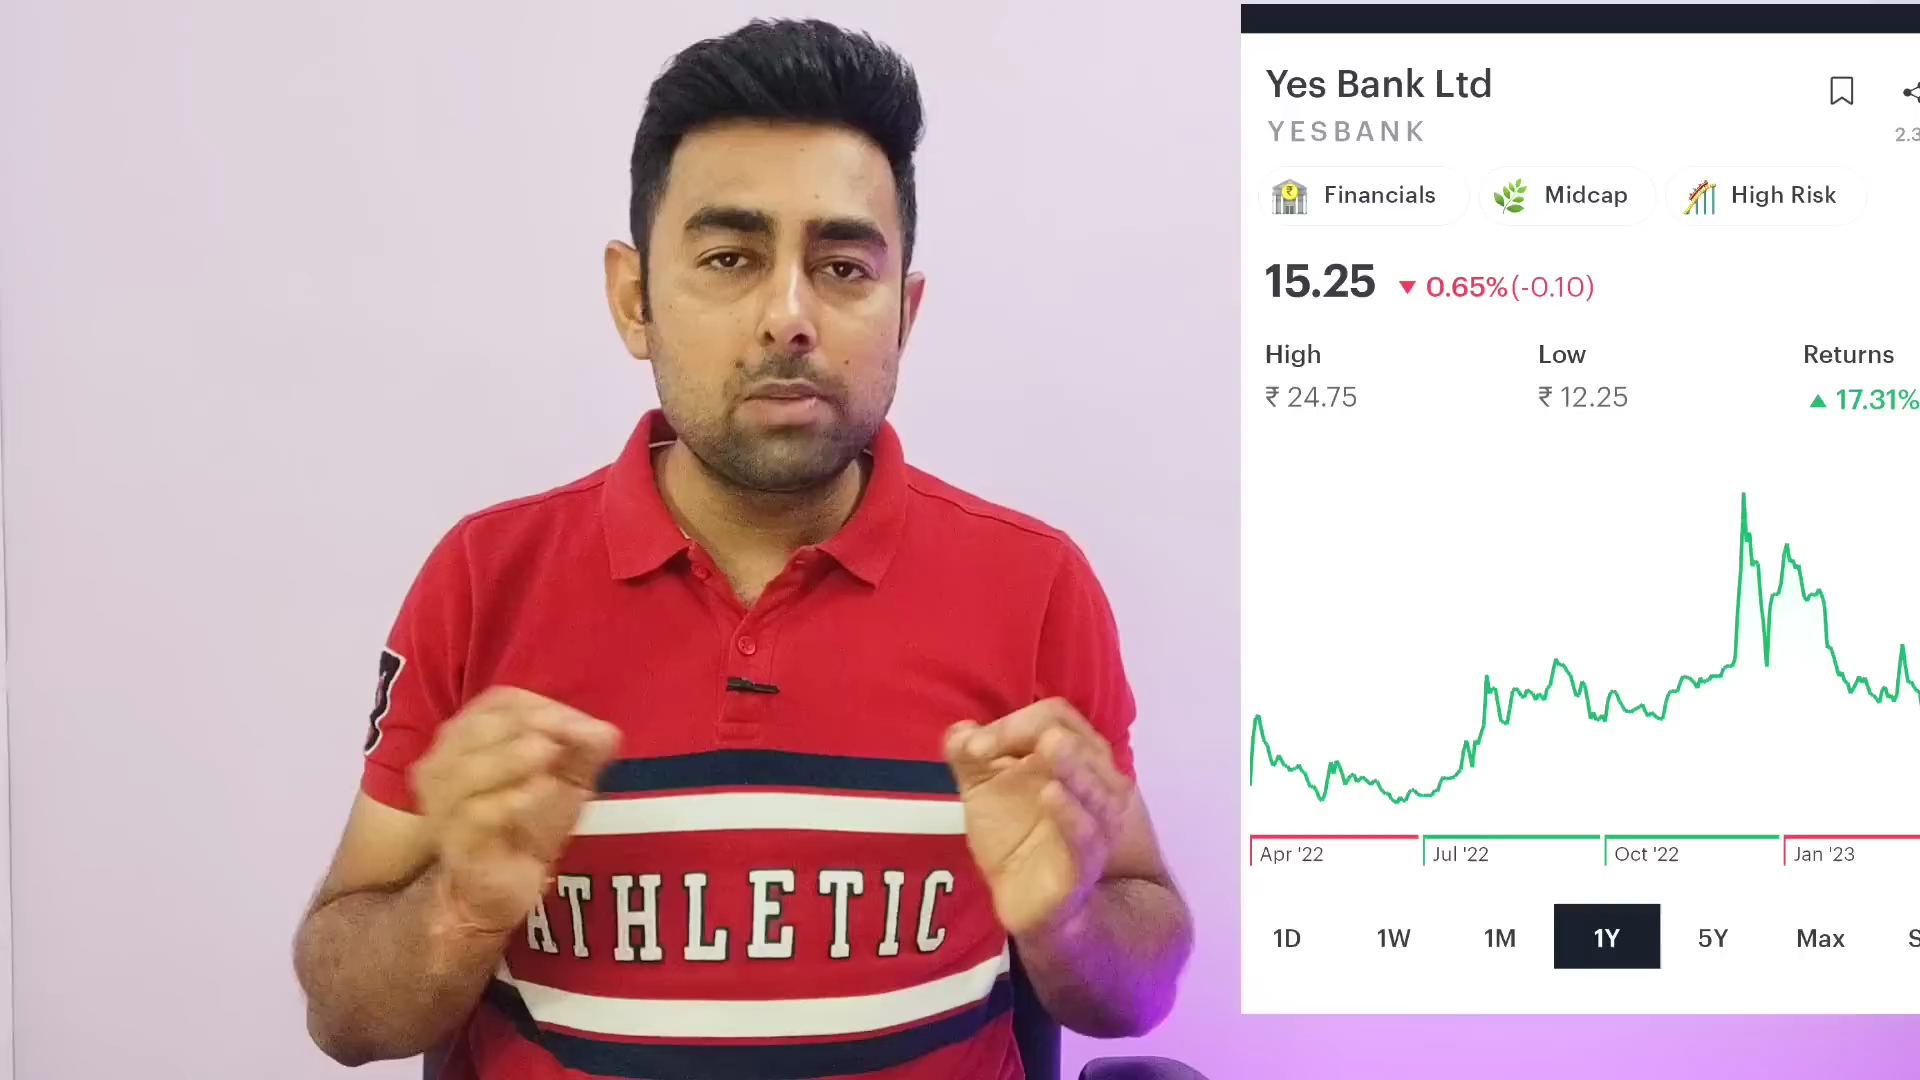 Yes Bank Ltd
YESBANK
2.3
Financials Midcap High Risk
15.25 ▼ 0.65%(-0.10)
High Low Returns
₹ 24.75 ₹ 12.25 ▲ 17.31%
Apr '22 Jul '22 Oct '22 Jan '23
1D 1W 1M 1Y 5Y Max S
ATHLETIC